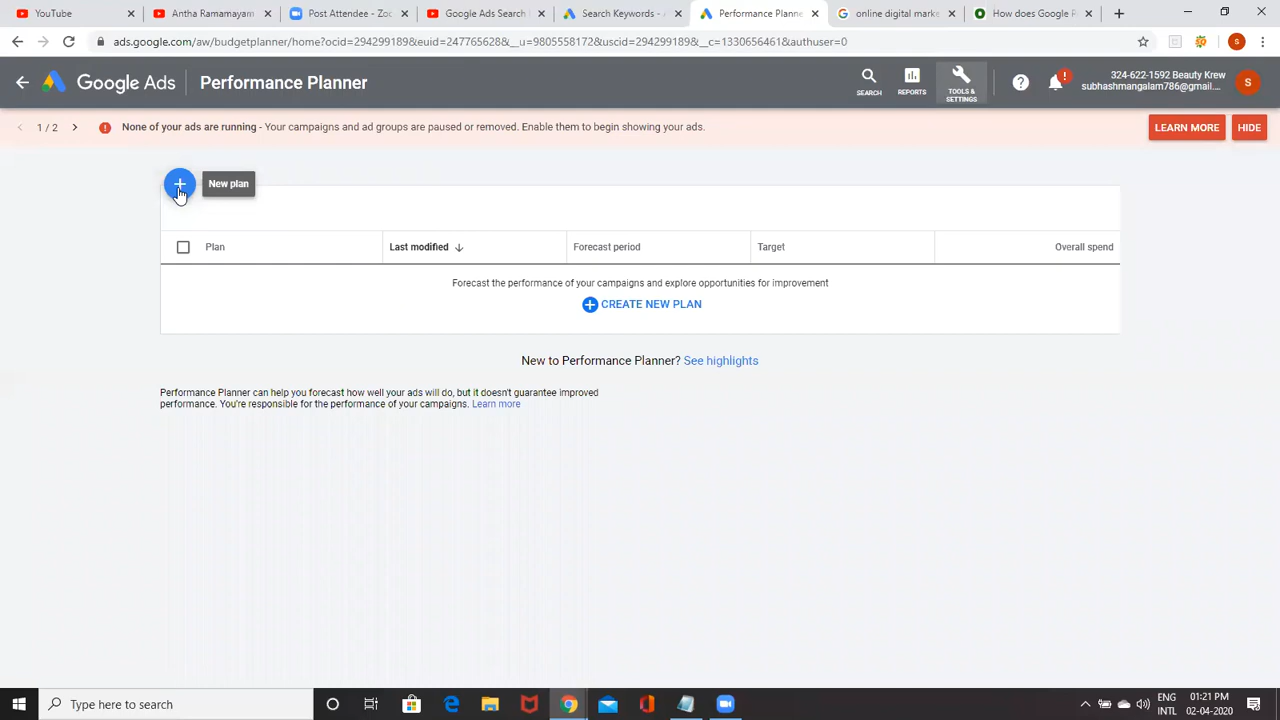 YouTube
Antha Ramamayam
Post Attendee - Zoo
Google Ads Search
Search Keywords - A
Performance Planne
online digital marke
How does Google P
ads.google.com/aw/budgetplanner/home?ocid=294299189&euid=247765628&__u=9805558172&uscid=294299189&__c=1330656461&authuser=0
S
Google Ads
Performance Planner
SEARCH
REPORTS
TOOLS &
SETTINGS
!
324-622-1592 Beauty Krew
subhashmangalam786@gmail....
S
1 / 2
None of your ads are running - Your campaigns and ad groups are paused or removed. Enable them to begin showing your ads.
LEARN MORE
HIDE
New plan
Plan
Last modified
Forecast period
Target
Overall spend
Forecast the performance of your campaigns and explore opportunities for improvement
CREATE NEW PLAN
New to Performance Planner? See highlights
Performance Planner can help you forecast how well your ads will do, but it doesn't guarantee improved
performance. You're responsible for the performance of your campaigns. Learn more
Type here to search
ENG
INTL
01:21 PM
02-04-2020